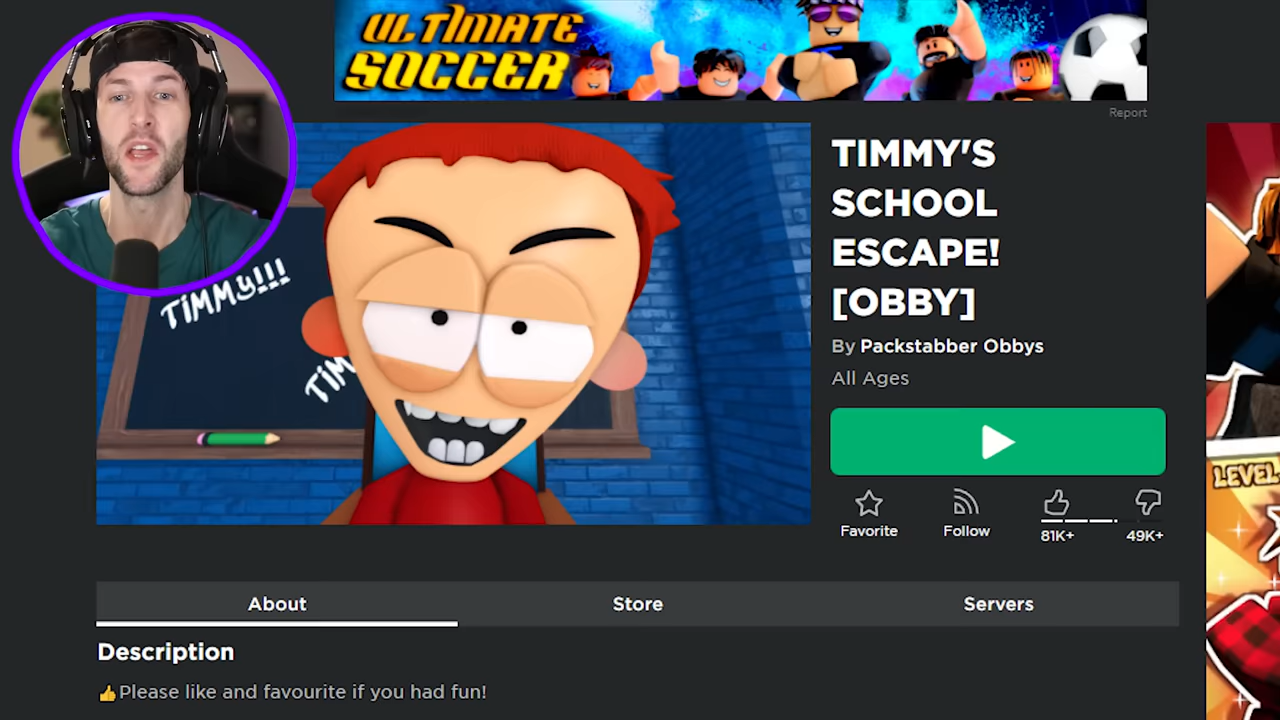 ULTIMATE
SOCCER
Report
TIMMY!!!
TIM
TIMMY'S
SCHOOL
ESCAPE!
[OBBY]
By Packstabber Obbys
All Ages
Favorite
Follow
81K+
49K+
LEVEL
About
Store
Servers
Description
👍Please like and favourite if you had fun!